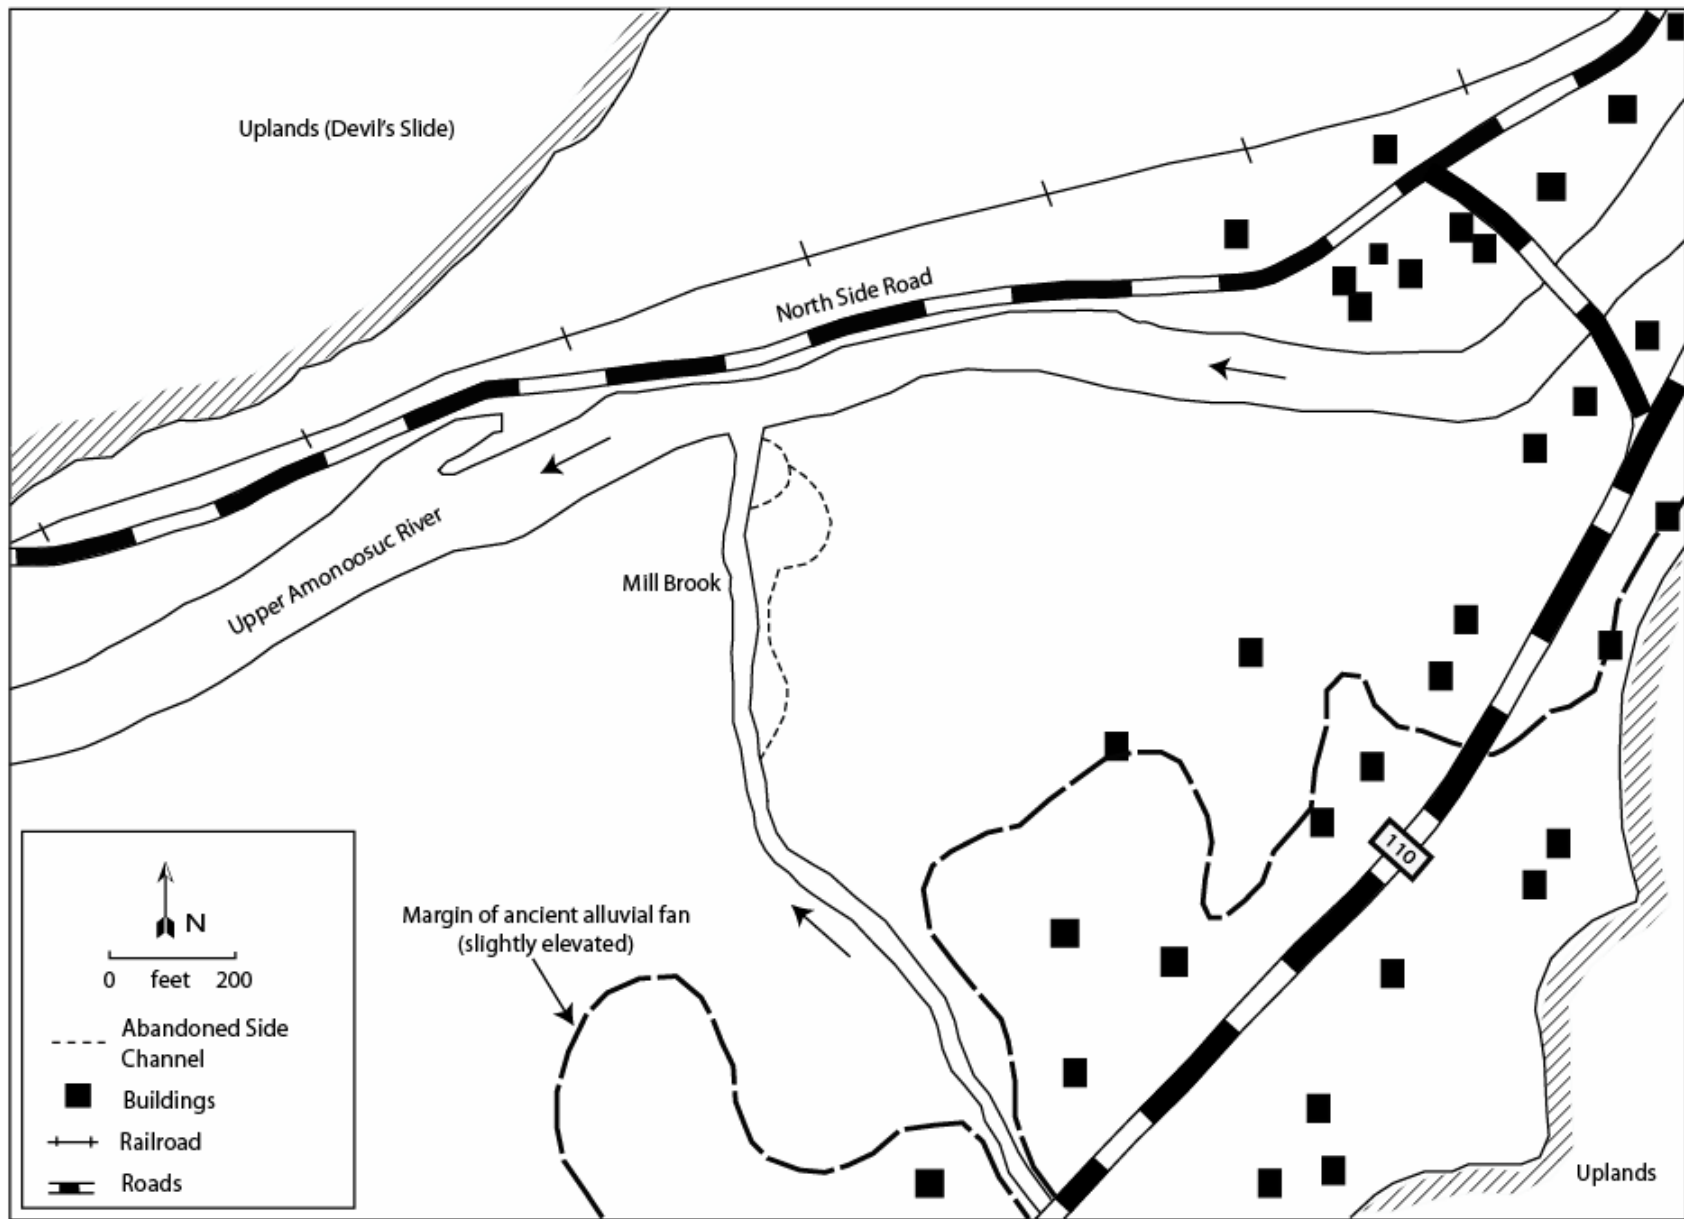 Uplands (Devil's Slide)
North Side Road
Upper Amonoosuc River
Mill Brook
110
Margin of ancient alluvial fan
(slightly elevated)
N
0 feet 200
Abandoned Side
Channel
Buildings
Railroad
Roads
Uplands